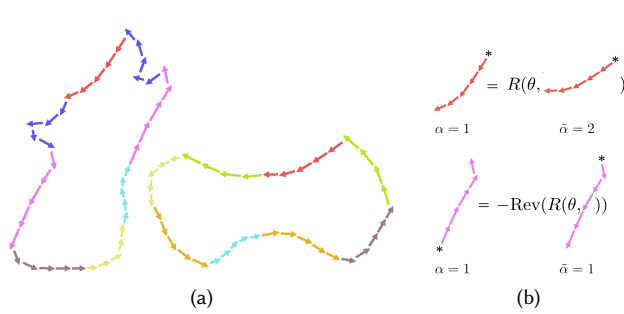 *
*
= R(θ, )
α = 1
α̃ = 2
*
= −Rev(R(θ, ))
*
α = 1
α̃ = 1
(a)
(b)